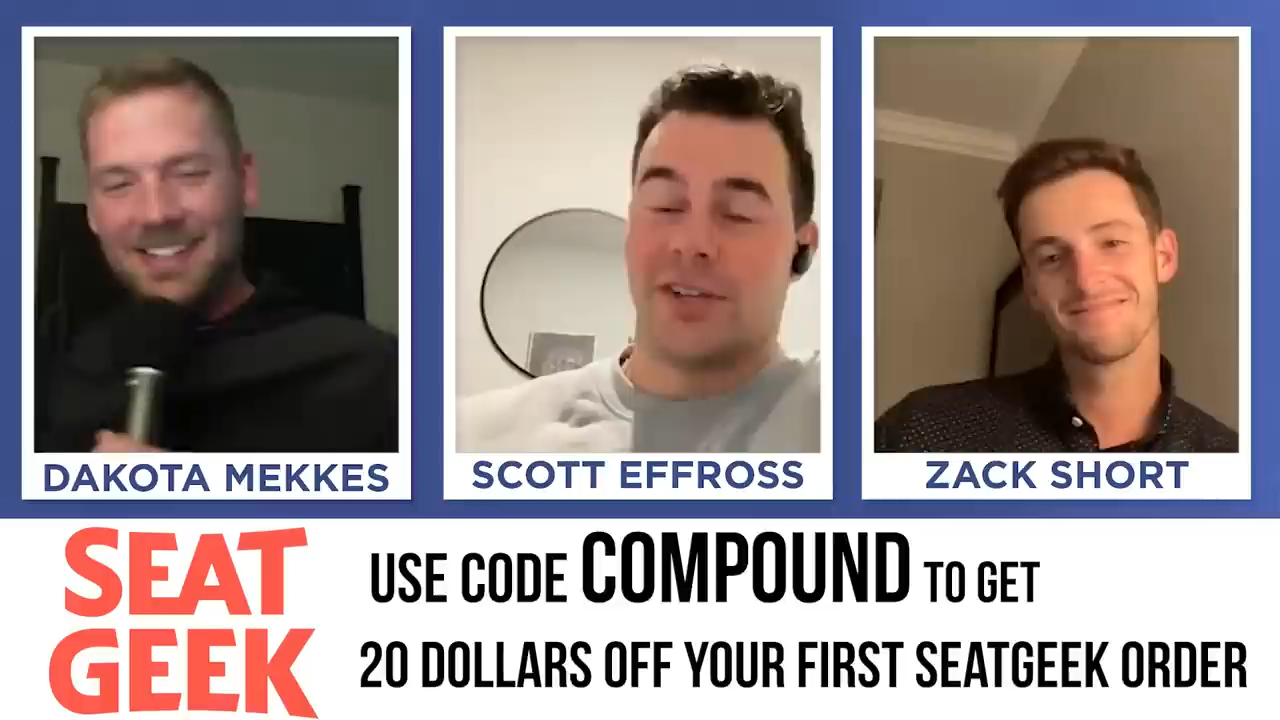 DAKOTA MEKKES
SCOTT EFFROSS
ZACK SHORT
SEAT
GEEK
USE CODE COMPOUND TO GET
20 DOLLARS OFF YOUR FIRST SEATGEEK ORDER